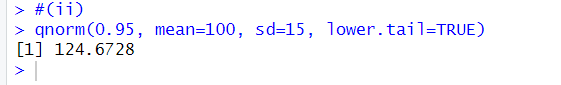 > #(ii)
> qnorm(0.95, mean=100, sd=15, lower.tail=TRUE)
[1] 124.6728
>